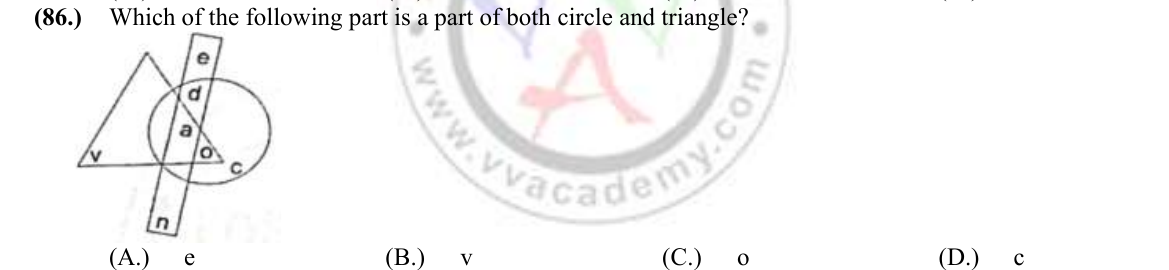 (86.) Which of the following part is a part of both circle and triangle?
e
d
a
v
o
c
n
www.vvacademy.com
(A.) e (B.) v (C.) o (D.) c